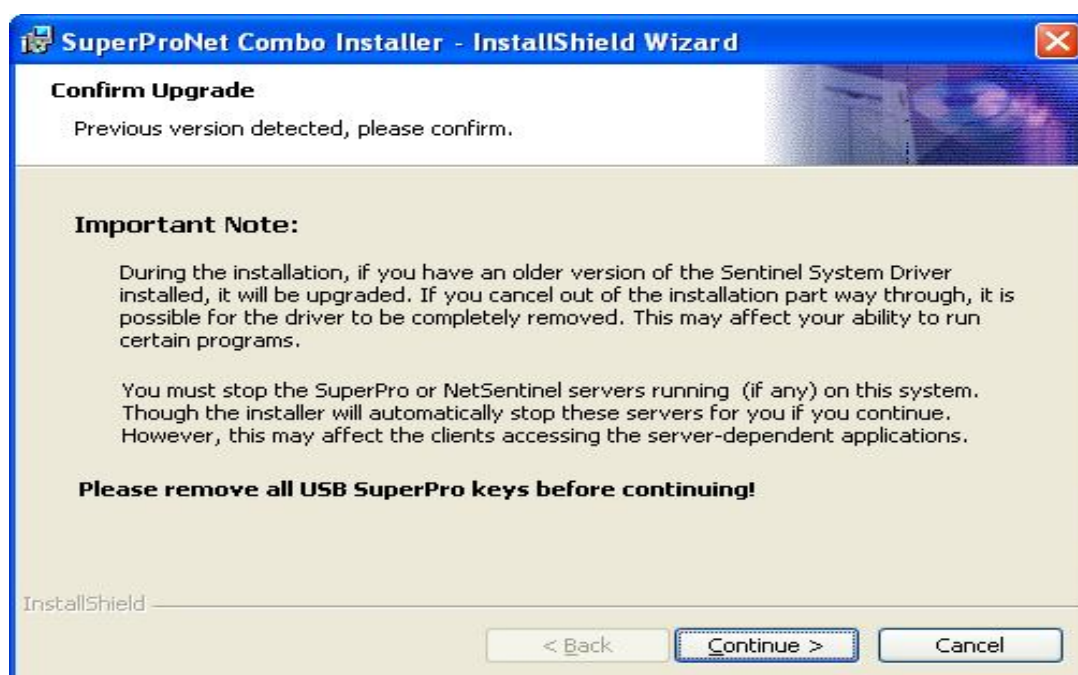 SuperProNet Combo Installer - InstallShield Wizard
Confirm Upgrade
Previous version detected, please confirm.
Important Note:
During the installation, if you have an older version of the Sentinel System Driver
installed, it will be upgraded. If you cancel out of the installation part way through, it is
possible for the driver to be completely removed. This may affect your ability to run
certain programs.
You must stop the SuperPro or NetSentinel servers running (if any) on this system.
Though the installer will automatically stop these servers for you if you continue.
However, this may affect the clients accessing the server-dependent applications.
Please remove all USB SuperPro keys before continuing!
InstallShield
< Back Continue > Cancel